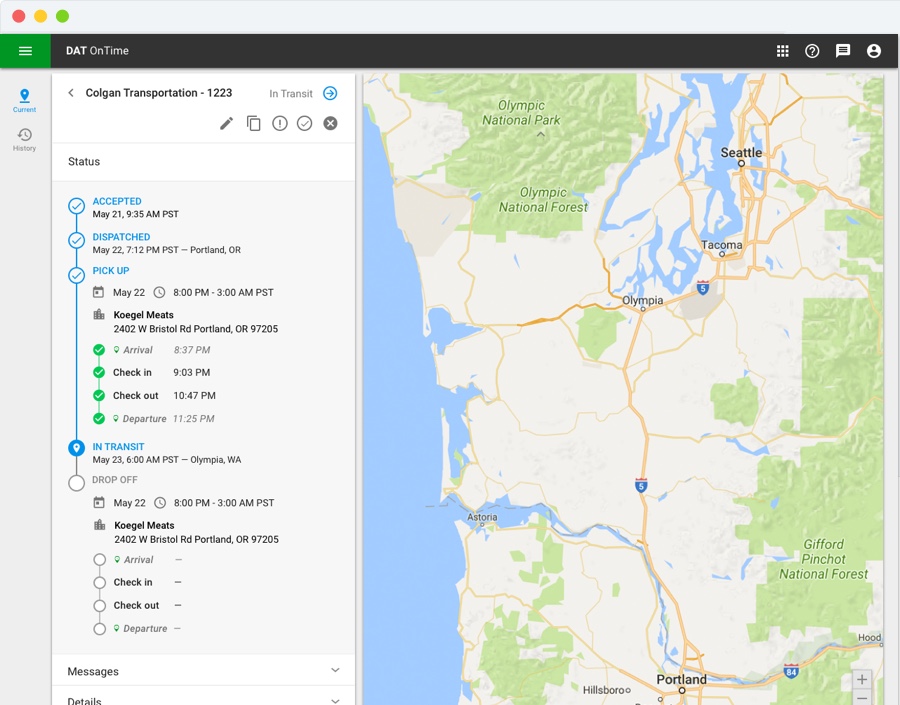 DAT OnTime
Current
History
Colgan Transportation - 1223
In Transit
Status
ACCEPTED
May 21, 9:35 AM PST
DISPATCHED
May 22, 7:12 PM PST — Portland, OR
PICK UP
May 22 8:00 PM - 3:00 AM PST
Koegel Meats
2402 W Bristol Rd Portland, OR 97205
Arrival 8:37 PM
Check in 9:03 PM
Check out 10:47 PM
Departure 11:25 PM
IN TRANSIT
May 23, 6:00 AM PST — Olympia, WA
DROP OFF
May 22 8:00 PM - 3:00 AM PST
Koegel Meats
2402 W Bristol Rd Portland, OR 97205
Arrival —
Check in —
Check out —
Departure —
Messages
Details
Olympic
National Park
Seattle
Olympic
National Forest
Tacoma
5
Olympia
5
Astoria
Gifford
Pinchot
National Forest
Hood
84
Portland
Hillsboro